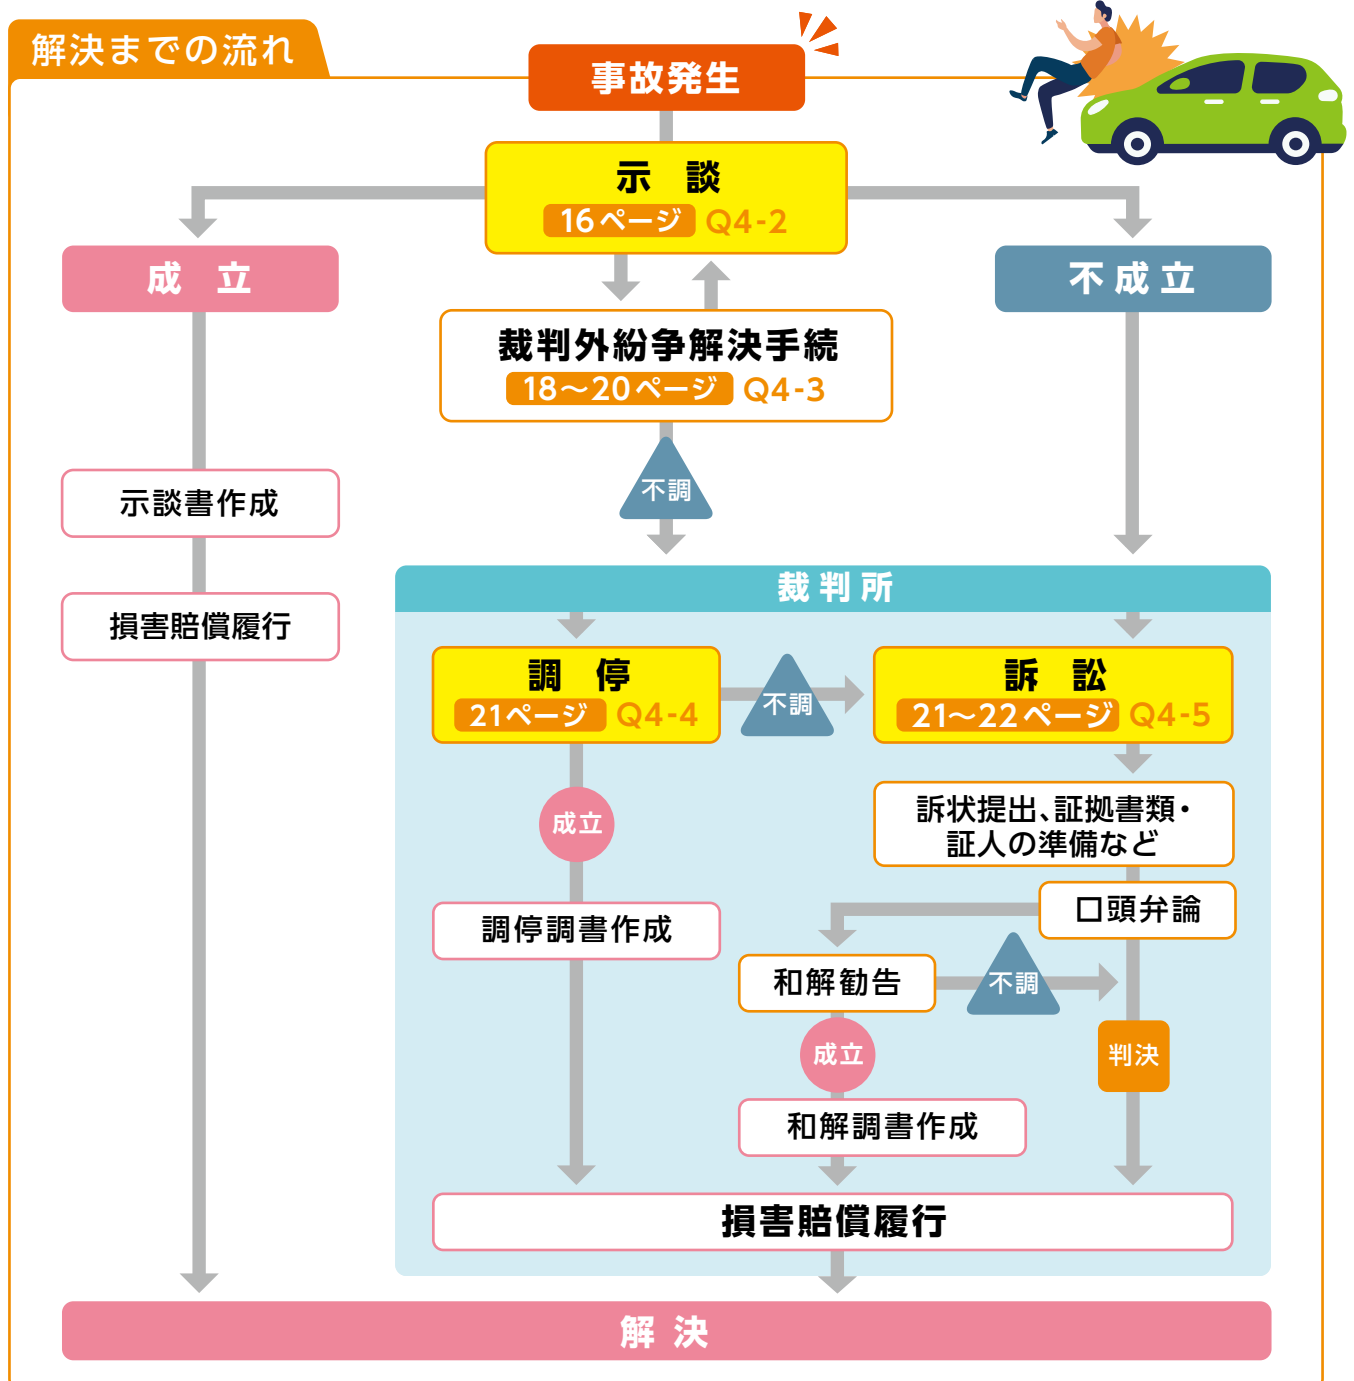 解決までの流れ
事故発生
示 談
16ページ Q4-2
成 立
不成立
裁判外紛争解決手続
18～20ページ Q4-3
不調
示談書作成
損害賠償履行
裁判所
調 停
21ページ Q4-4
不調
訴 訟
21～22ページ Q4-5
成立
訴状提出、証拠書類・
証人の準備など
調停調書作成
口頭弁論
和解勧告
不調
成立
判決
和解調書作成
損害賠償履行
解 決